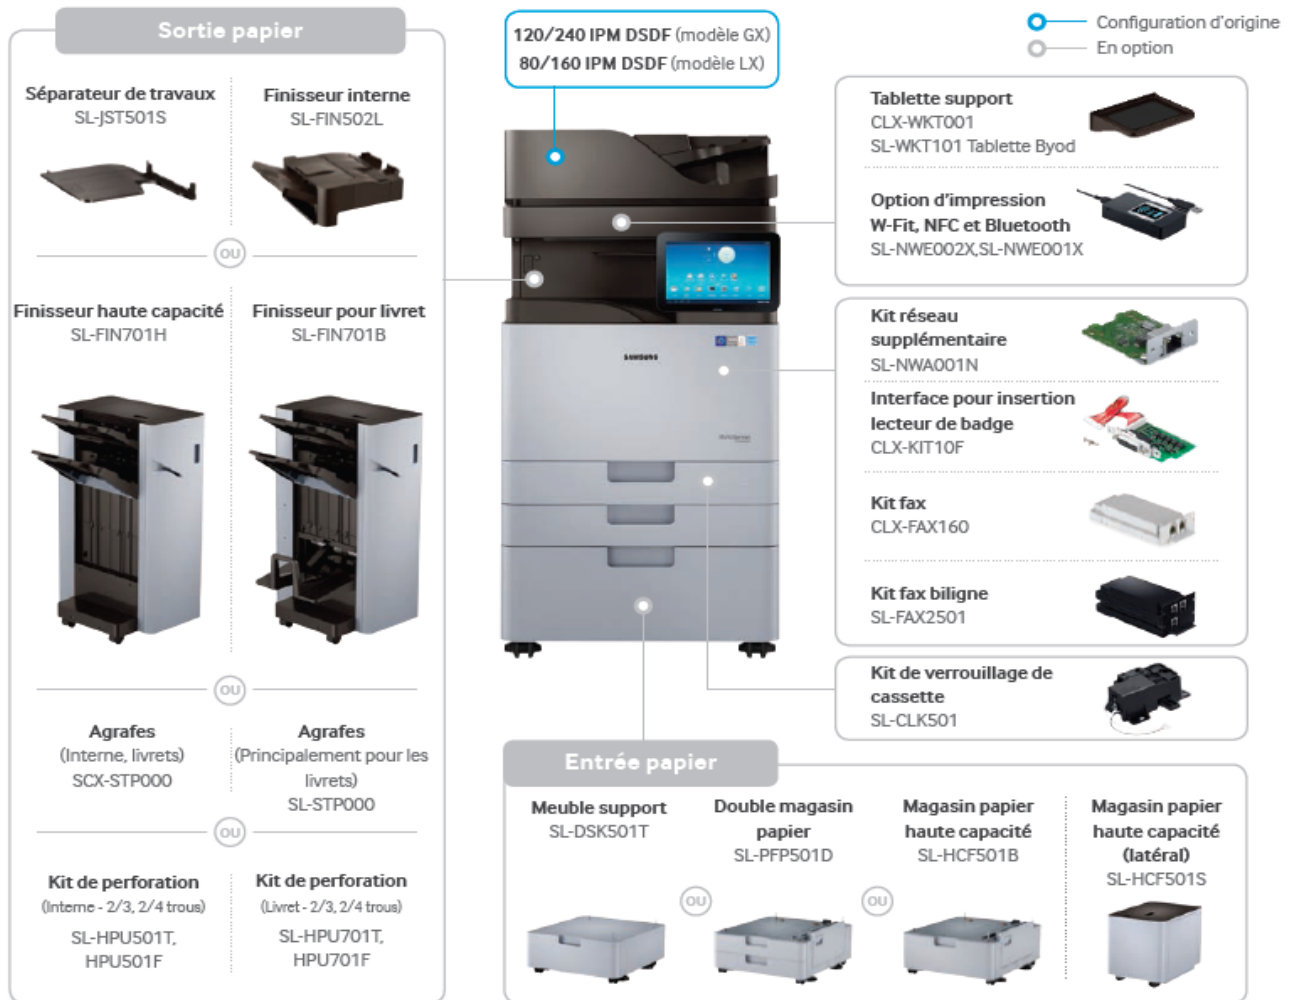 Sortie papier
Séparateur de travaux
SL-JST501S
Finisseur interne
SL-FIN502L
OU
Finisseur haute capacité
SL-FIN701H
Finisseur pour livret
SL-FIN701B
OU
Agrafes
(Interne, livrets)
SCX-STP000
Agrafes
(Principalement pour les
livrets)
SL-STP000
OU
Kit de perforation
(Interne - 2/3, 2/4 trous)
SL-HPU501T,
HPU501F
Kit de perforation
(Livret - 2/3, 2/4 trous)
SL-HPU701T,
HPU701F
120/240 IPM DSDF (modèle GX)
80/160 IPM DSDF (modèle LX)
SAMSUNG
Configuration d'origine
En option
Tablette support
CLX-WKT001
SL-WKT101 Tablette Byod
Option d'impression
W-Fit, NFC et Bluetooth
SL-NWE002X,SL-NWE001X
Kit réseau
supplémentaire
SL-NWA001N
Interface pour insertion
lecteur de badge
CLX-KIT10F
Kit fax
CLX-FAX160
Kit fax biligne
SL-FAX2501
Kit de verrouillage de
cassette
SL-CLK501
Entrée papier
Meuble support
SL-DSK501T
OU
Double magasin
papier
SL-PFP501D
OU
Magasin papier
haute capacité
SL-HCF501B
Magasin papier
haute capacité
(latéral)
SL-HCF501S